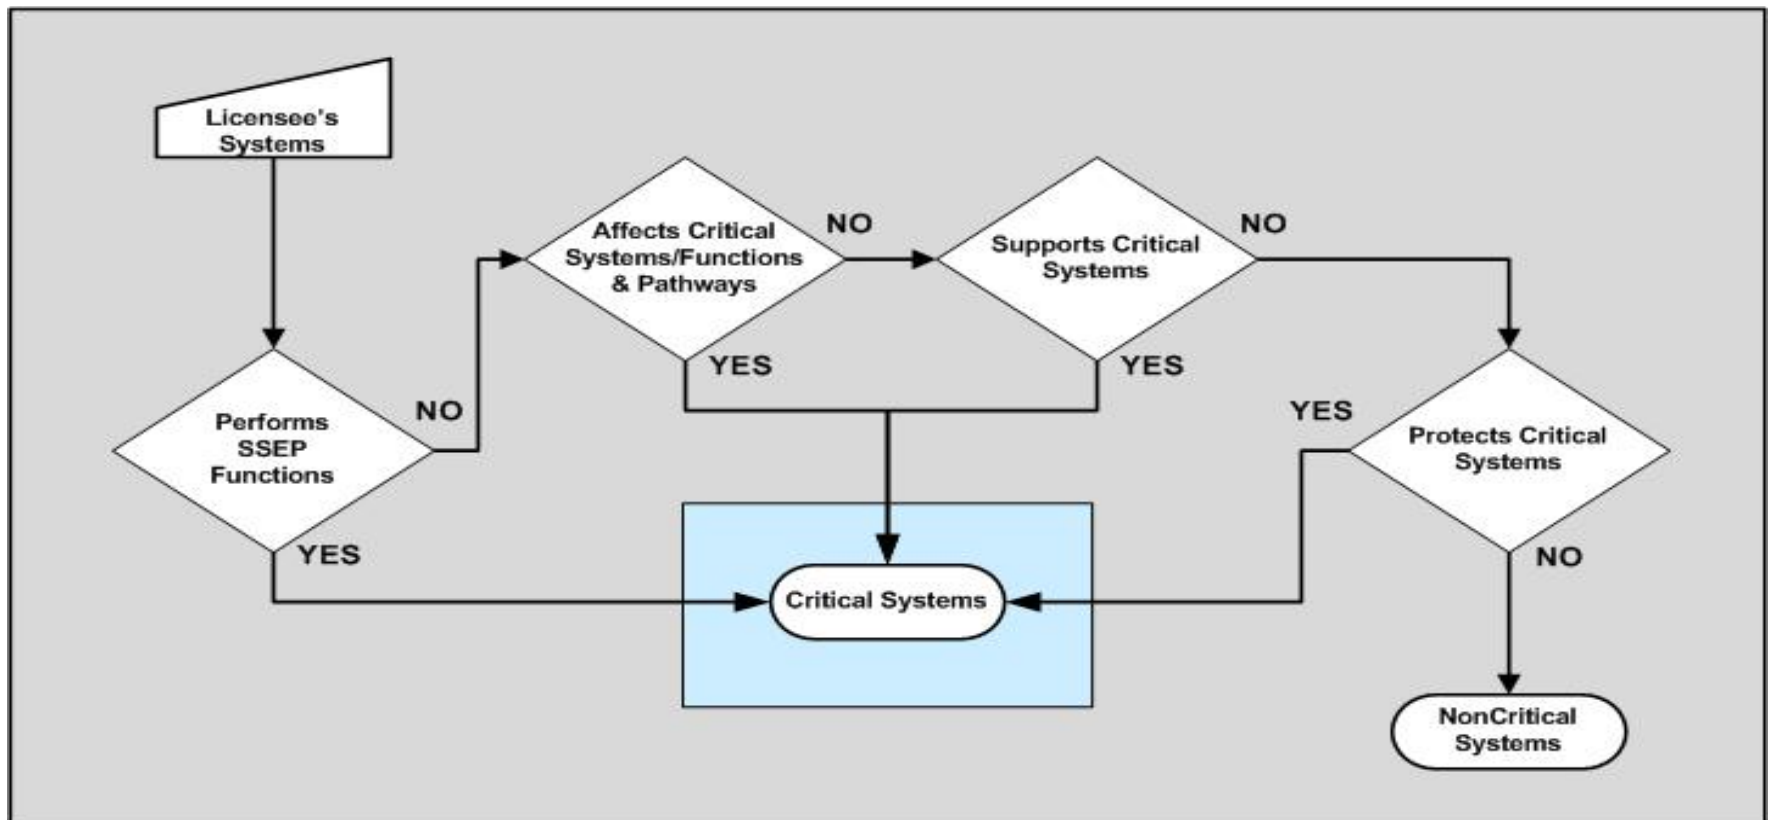 Licensee's
Systems
Performs
SSEP
Functions
NO
YES
Affects Critical
Systems/Functions
& Pathways
NO
YES
Supports Critical
Systems
NO
YES
Protects Critical
Systems
YES
NO
Critical Systems
NonCritical
Systems